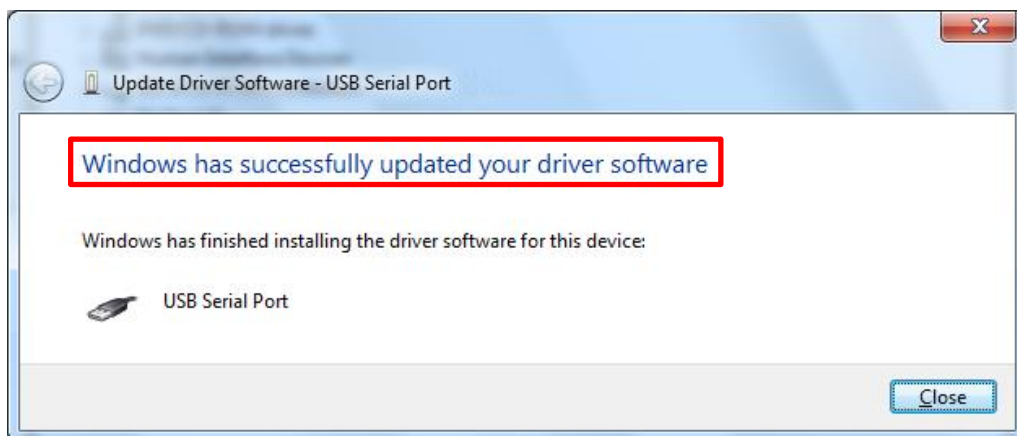 Update Driver Software - USB Serial Port
Windows has successfully updated your driver software
Windows has finished installing the driver software for this device:
USB Serial Port
Close